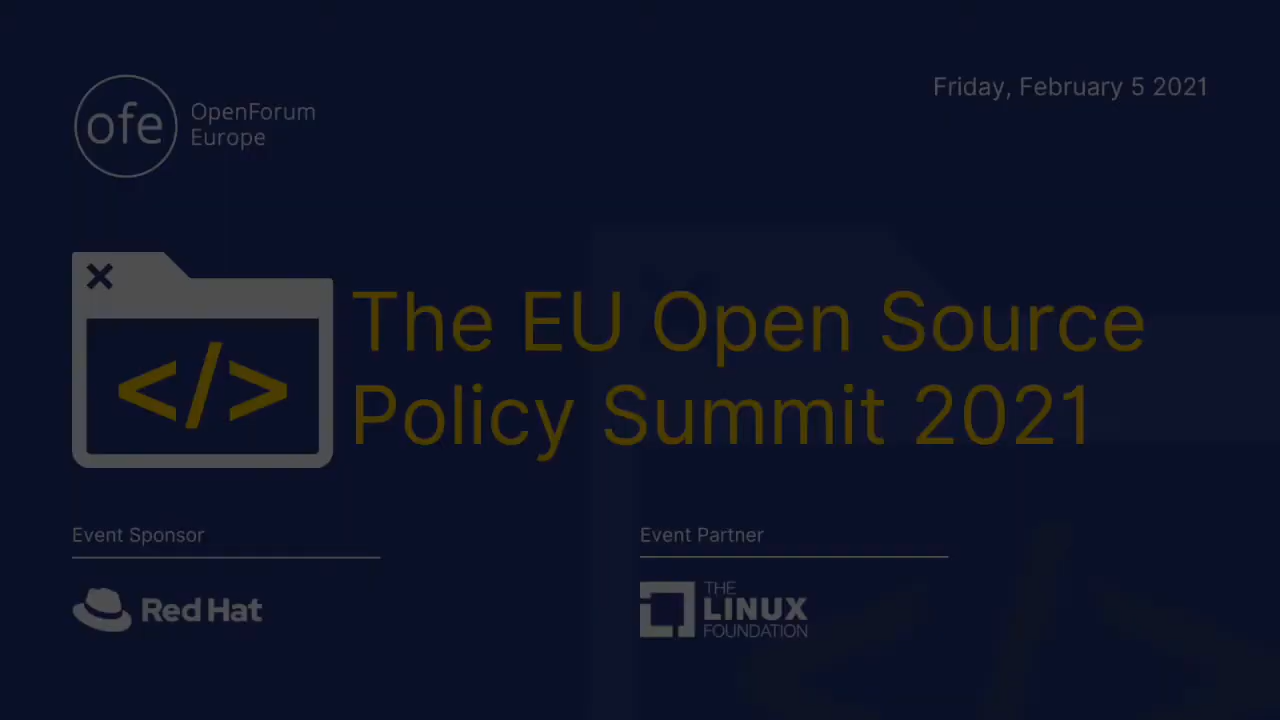 ofe
OpenForum
Europe
Friday, February 5 2021
</>
The EU Open Source
Policy Summit 2021
Event Sponsor
Red Hat
Event Partner
THE
LINUX
FOUNDATION